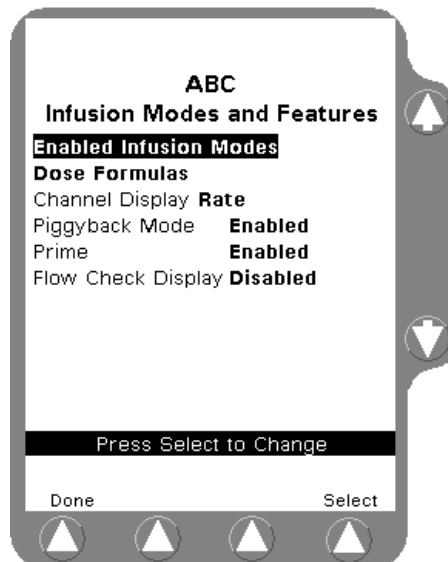 ABC
Infusion Modes and Features
Enabled Infusion Modes
Dose Formulas
Channel Display Rate
Piggyback Mode Enabled
Prime Enabled
Flow Check Display Disabled
Press Select to Change
Done Select